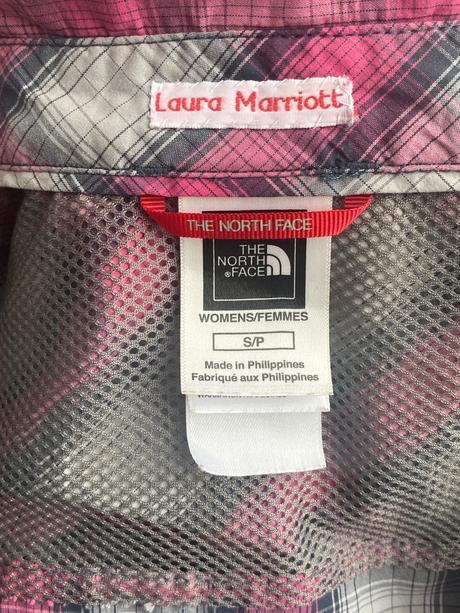 Laura Marriott
THE NORTH FACE
THE
NORTH
®FACE
WOMENS/FEMMES
S/P
Made in Philippines
Fabriqué aux Philippines